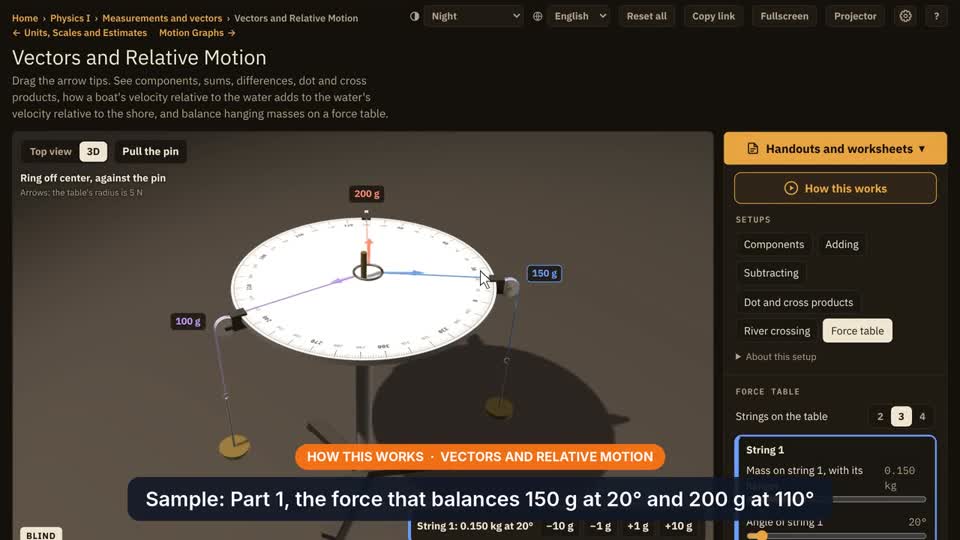 Home › Physics I › Measurements and vectors › Vectors and Relative Motion
Night
English
Reset all
Copy link
Fullscreen
Projector
?
← Units, Scales and Estimates
Motion Graphs →
Vectors and Relative Motion
Drag the arrow tips. See components, sums, differences, dot and cross
products, how a boat's velocity relative to the water adds to the water's
velocity relative to the shore, and balance hanging masses on a force table.
Top view
3D
Pull the pin
Ring off center, against the pin
Arrows: the table's radius is 5 N
200 g
150 g
100 g
270
300
330
BLIND
Handouts and worksheets ▾
How this works
SETUPS
Components
Adding
Subtracting
Dot and cross products
River crossing
Force table
▶ About this setup
FORCE TABLE
Strings on the table
2
3
4
String 1
Mass on string 1, with its
0.150
kg
Angle of string 1
20°
HOW THIS WORKS · VECTORS AND RELATIVE MOTION
Sample: Part 1, the force that balances 150 g at 20° and 200 g at 110°
String 1: 0.150 kg at 20°
−10 g
−1 g
+1 g
+10 g